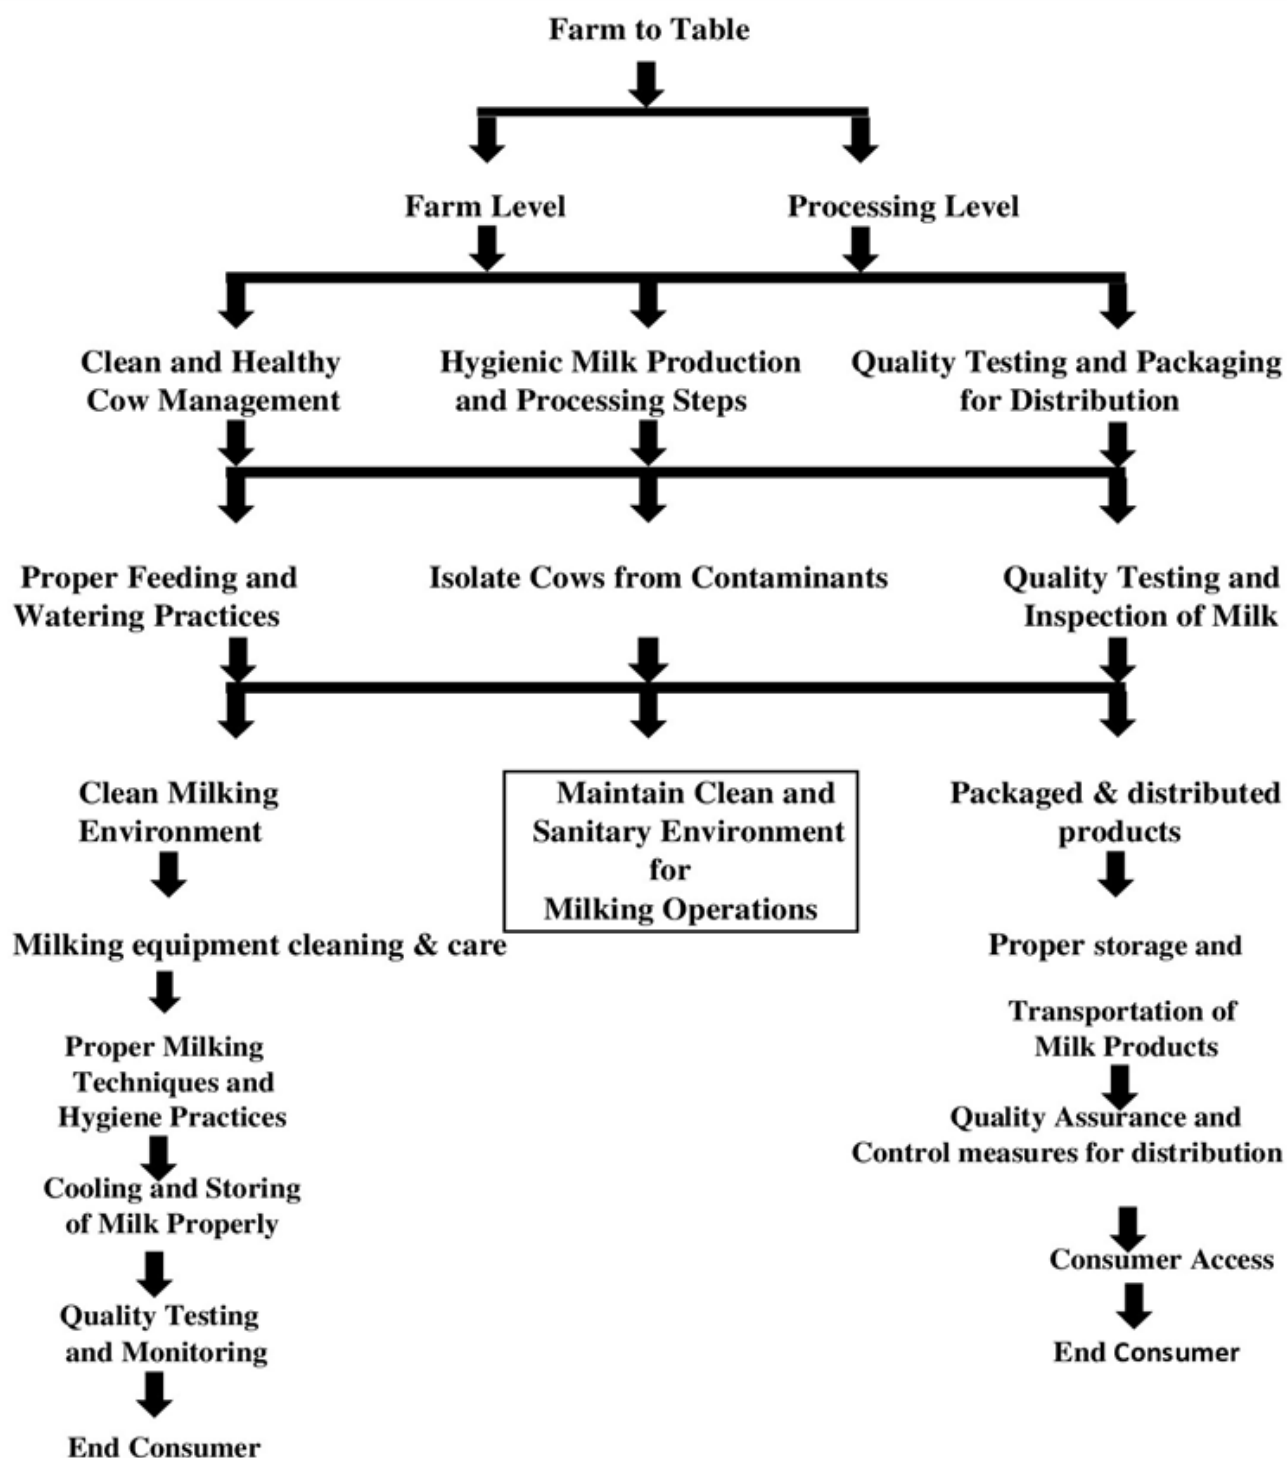 Farm to Table
Farm Level
Processing Level
Clean and Healthy
Cow Management
Hygienic Milk Production
and Processing Steps
Quality Testing and Packaging
for Distribution
Proper Feeding and
Watering Practices
Isolate Cows from Contaminants
Quality Testing and
Inspection of Milk
Clean Milking
Environment
Maintain Clean and
Sanitary Environment
for
Milking Operations
Packaged & distributed
products
Milking equipment cleaning & care
Proper Milking
Techniques and
Hygiene Practices
Cooling and Storing
of Milk Properly
Quality Testing
and Monitoring
End Consumer
Proper storage and
Transportation of
Milk Products
Quality Assurance and
Control measures for distribution
Consumer Access
End Consumer